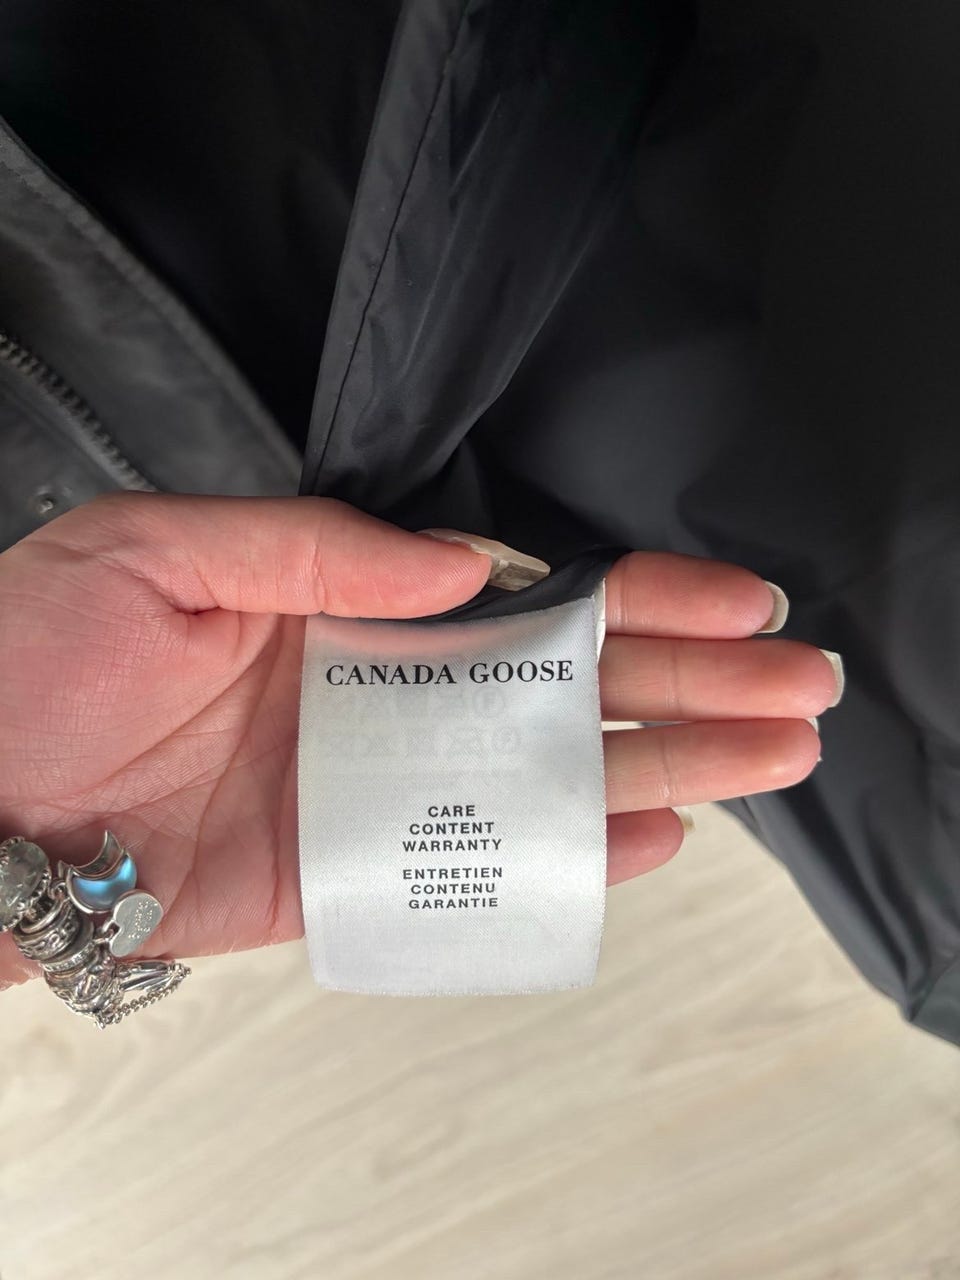 CANADA GOOSE
CARE
CONTENT
WARRANTY
ENTRETIEN
CONTENU
GARANTIE